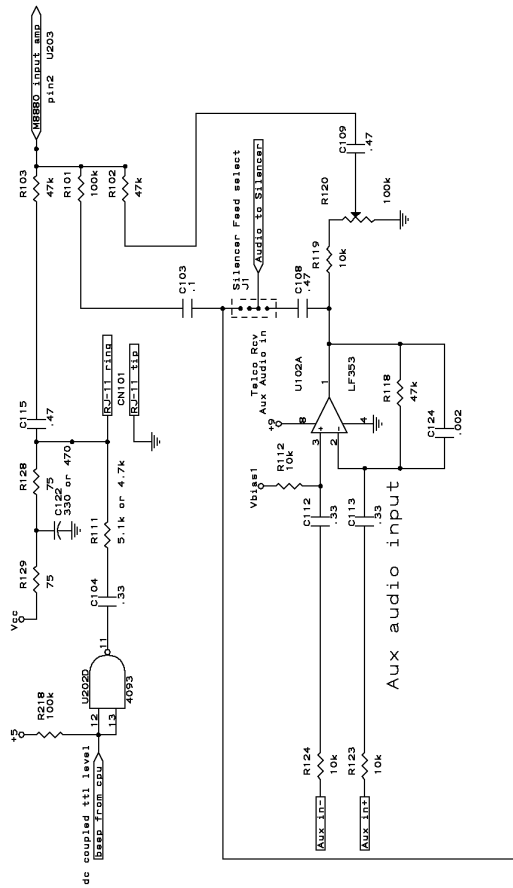 M8880 input amp
U203
pin2
R103
47k
R101
100k
R102
47k
C109
.47
R120
100k
Silencer Feed select
J1
Audio to Silencer
R119
10k
C103
.1
C108
.47
RJ-11 ring
CN101
RJ-11 tip
C115
.47
Telco Rcv
Aux Audio in
U102A
LF353
1
+9
8
4
3
2
+
-
R118
47k
C124
.002
R128
75
C122
330 or 470
R111
5.1k or 4.7k
R112
10k
Vbias1
C112
.33
C113
.33
R129
75
Vcc
C104
.33
11
U202D
4093
12
13
R218
100k
+5
dc coupled ttl level
beep from cpu
Aux audio input
R124
10k
R123
10k
Aux in-
Aux in+